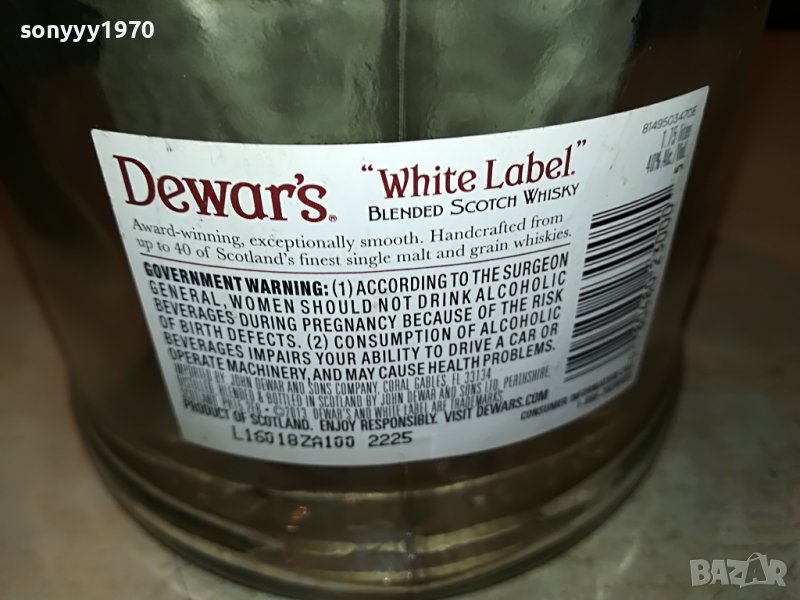 sonyyy1970
8149503470E
1.75 liter
40% Alc./Vol.
Dewar's.
"White Label."
BLENDED SCOTCH WHISKY
Award-winning, exceptionally smooth. Handcrafted from
up to 40 of Scotland's finest single malt and grain whiskies.
GOVERNMENT WARNING: (1) ACCORDING TO THE SURGEON
GENERAL, WOMEN SHOULD NOT DRINK ALCOHOLIC
BEVERAGES DURING PREGNANCY BECAUSE OF THE RISK
OF BIRTH DEFECTS. (2) CONSUMPTION OF ALCOHOLIC
BEVERAGES IMPAIRS YOUR ABILITY TO DRIVE A CAR OR
OPERATE MACHINERY, AND MAY CAUSE HEALTH PROBLEMS.
IMPORTED BY JOHN DEWAR AND SONS COMPANY, CORAL GABLES, FL 33134
BLENDED & BOTTLED IN SCOTLAND BY JOHN DEWAR AND SONS LTD. PERTHSHIRE,
©2013 DEWAR'S AND WHITE LABEL ARE TRADEMARKS.
PRODUCT OF SCOTLAND. ENJOY RESPONSIBLY. VISIT DEWARS.COM
CONSUMER INFORMATION
L16018ZA100 2225
BAZAR